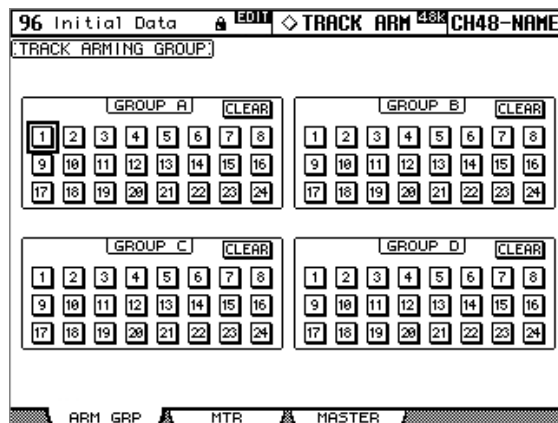 96 Initial Data EDIT ◇TRACK ARM 48k CH48-NAME
TRACK ARMING GROUP
GROUP A CLEAR GROUP B CLEAR
1 2 3 4 5 6 7 8 1 2 3 4 5 6 7 8
9 10 11 12 13 14 15 16 9 10 11 12 13 14 15 16
17 18 19 20 21 22 23 24 17 18 19 20 21 22 23 24
GROUP C CLEAR GROUP D CLEAR
1 2 3 4 5 6 7 8 1 2 3 4 5 6 7 8
9 10 11 12 13 14 15 16 9 10 11 12 13 14 15 16
17 18 19 20 21 22 23 24 17 18 19 20 21 22 23 24
ARM GRP MTR MASTER